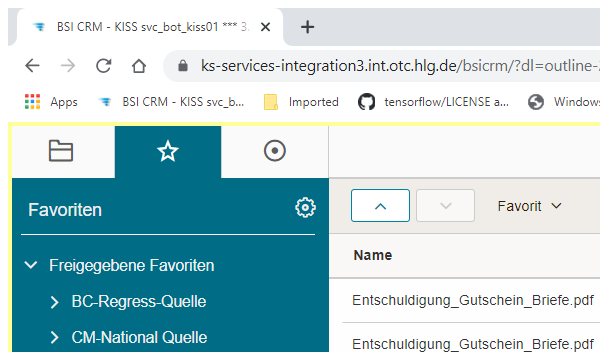 BSI CRM - KISS svc_bot_kiss01 *** 3.
ks-services-integration3.int.otc.hlg.de/bsicrm/?dl=outline-
Apps BSI CRM - KISS svc_b... Imported tensorflow/LICENSE a... Windows
Favoriten
Favorit
Freigegebene Favoriten
BC-Regress-Quelle
CM-National Quelle
Name
Entschuldigung_Gutschein_Briefe.pdf
Entschuldigung_Gutschein_Briefe.pdf